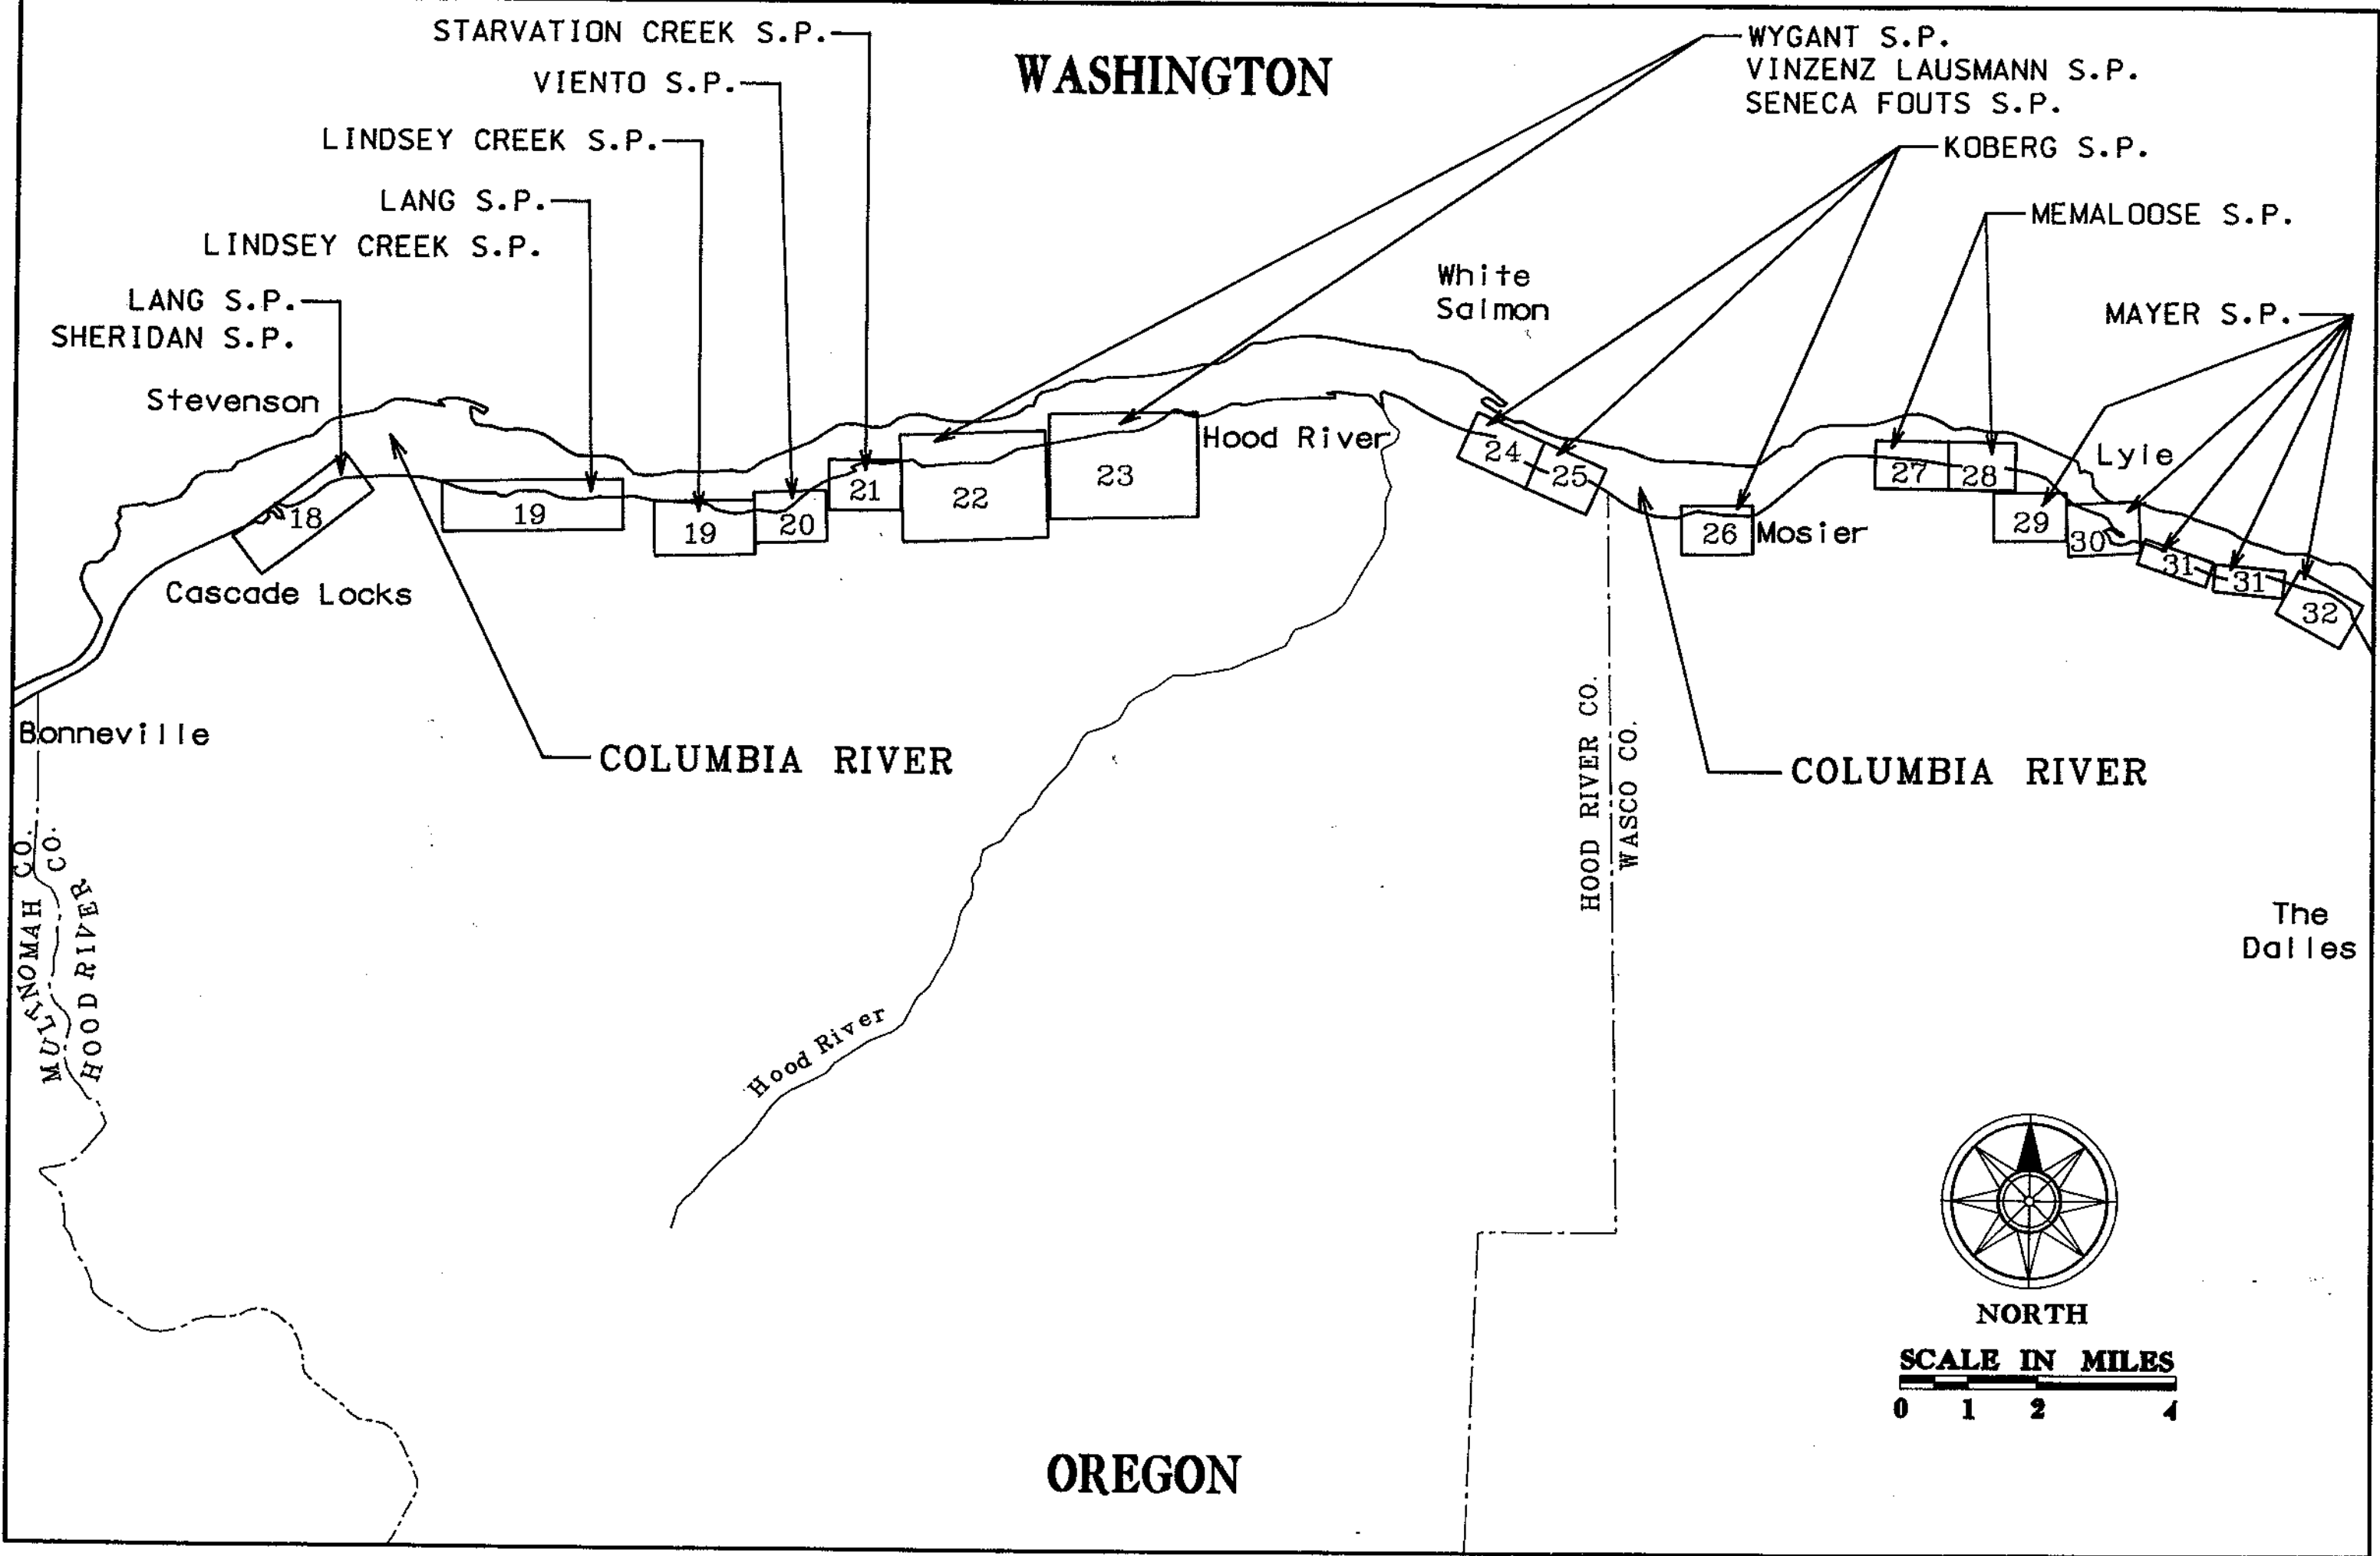 STARVATION CREEK S.P.
VIENTO S.P.
LINDSEY CREEK S.P.
LANG S.P.
LINDSEY CREEK S.P.
LANG S.P.
SHERIDAN S.P.
WASHINGTON
WYGANT S.P.
VINZENZ LAUSMANN S.P.
SENECA FOUTS S.P.
KOBERG S.P.
MEMALOOSE S.P.
MAYER S.P.
White
Salmon
Stevenson
Hood River
Lyle
18
19
19
20
21
22
23
24
25
26
27
28
29
30
31
31
32
Mosier
Cascade Locks
Bonneville
COLUMBIA RIVER
COLUMBIA RIVER
MULTNOMAH CO.
HOOD RIVER CO.
HOOD RIVER CO.
WASCO CO.
Hood River
The
Dalles
NORTH
SCALE IN MILES
0 1 2 4
OREGON